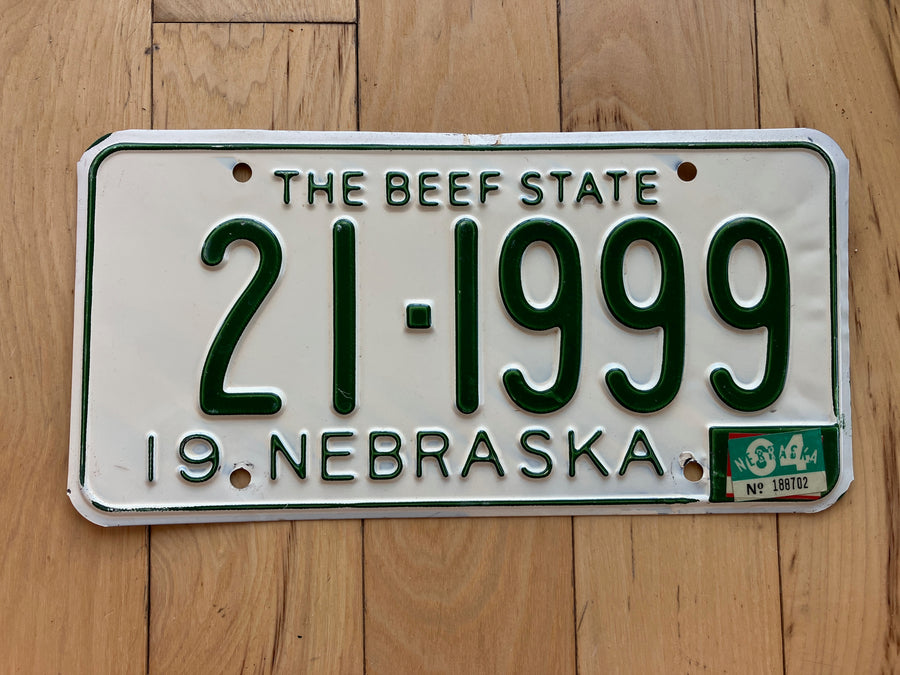 THE BEEF STATE
21·1999
19 NEBRASKA
64
NEBRASKA
Nº 188702